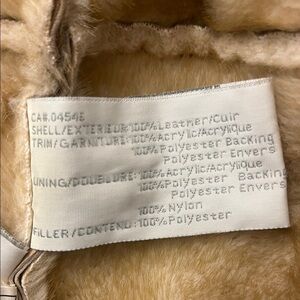 CA#.04546
SHELL/EXTERIEUR:100%Leather/Cuir
TRIM/GARNITURE:100%Acrylic/Acrylique
100%Polyester Backing
Polyester Envers
LINING/DOUBLURE:100%Acrylic/Acrylique
100%Polyester Backing
Polyester Envers
100%Nylon
FILLER/CONTEND:100%Polyester